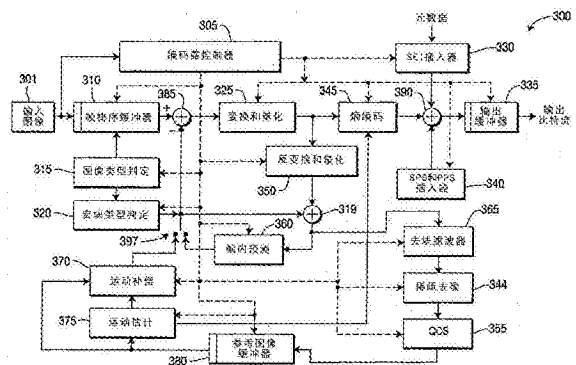 元数据
300
305
编码器控制器
SEI插入器
330
301
310
325
345
335
输入
图像
帧排序缓冲器
+
385
-
变换和量化
熵编码
390
输出
缓冲器
输出
比特流
315
图像类型判定
反变换和量化
350
SPS和PPS
插入器
340
320
宏块类型判定
319
360
397
帧内预测
365
去块滤波器
370
运动补偿
降低去噪
344
375
运动估计
QCS
355
参考图像
缓冲器
380